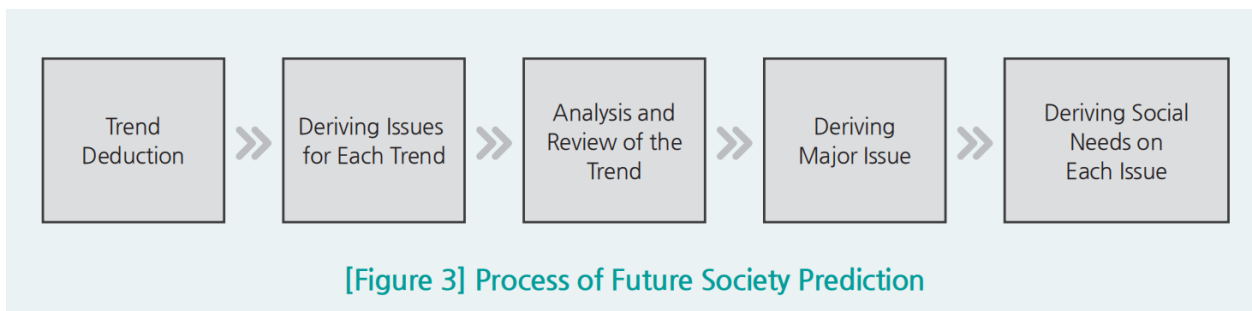 Trend
Deduction
Deriving Issues
for Each Trend
Analysis and
Review of the
Trend
Deriving
Major Issue
Deriving Social
Needs on
Each Issue
[Figure 3] Process of Future Society Prediction